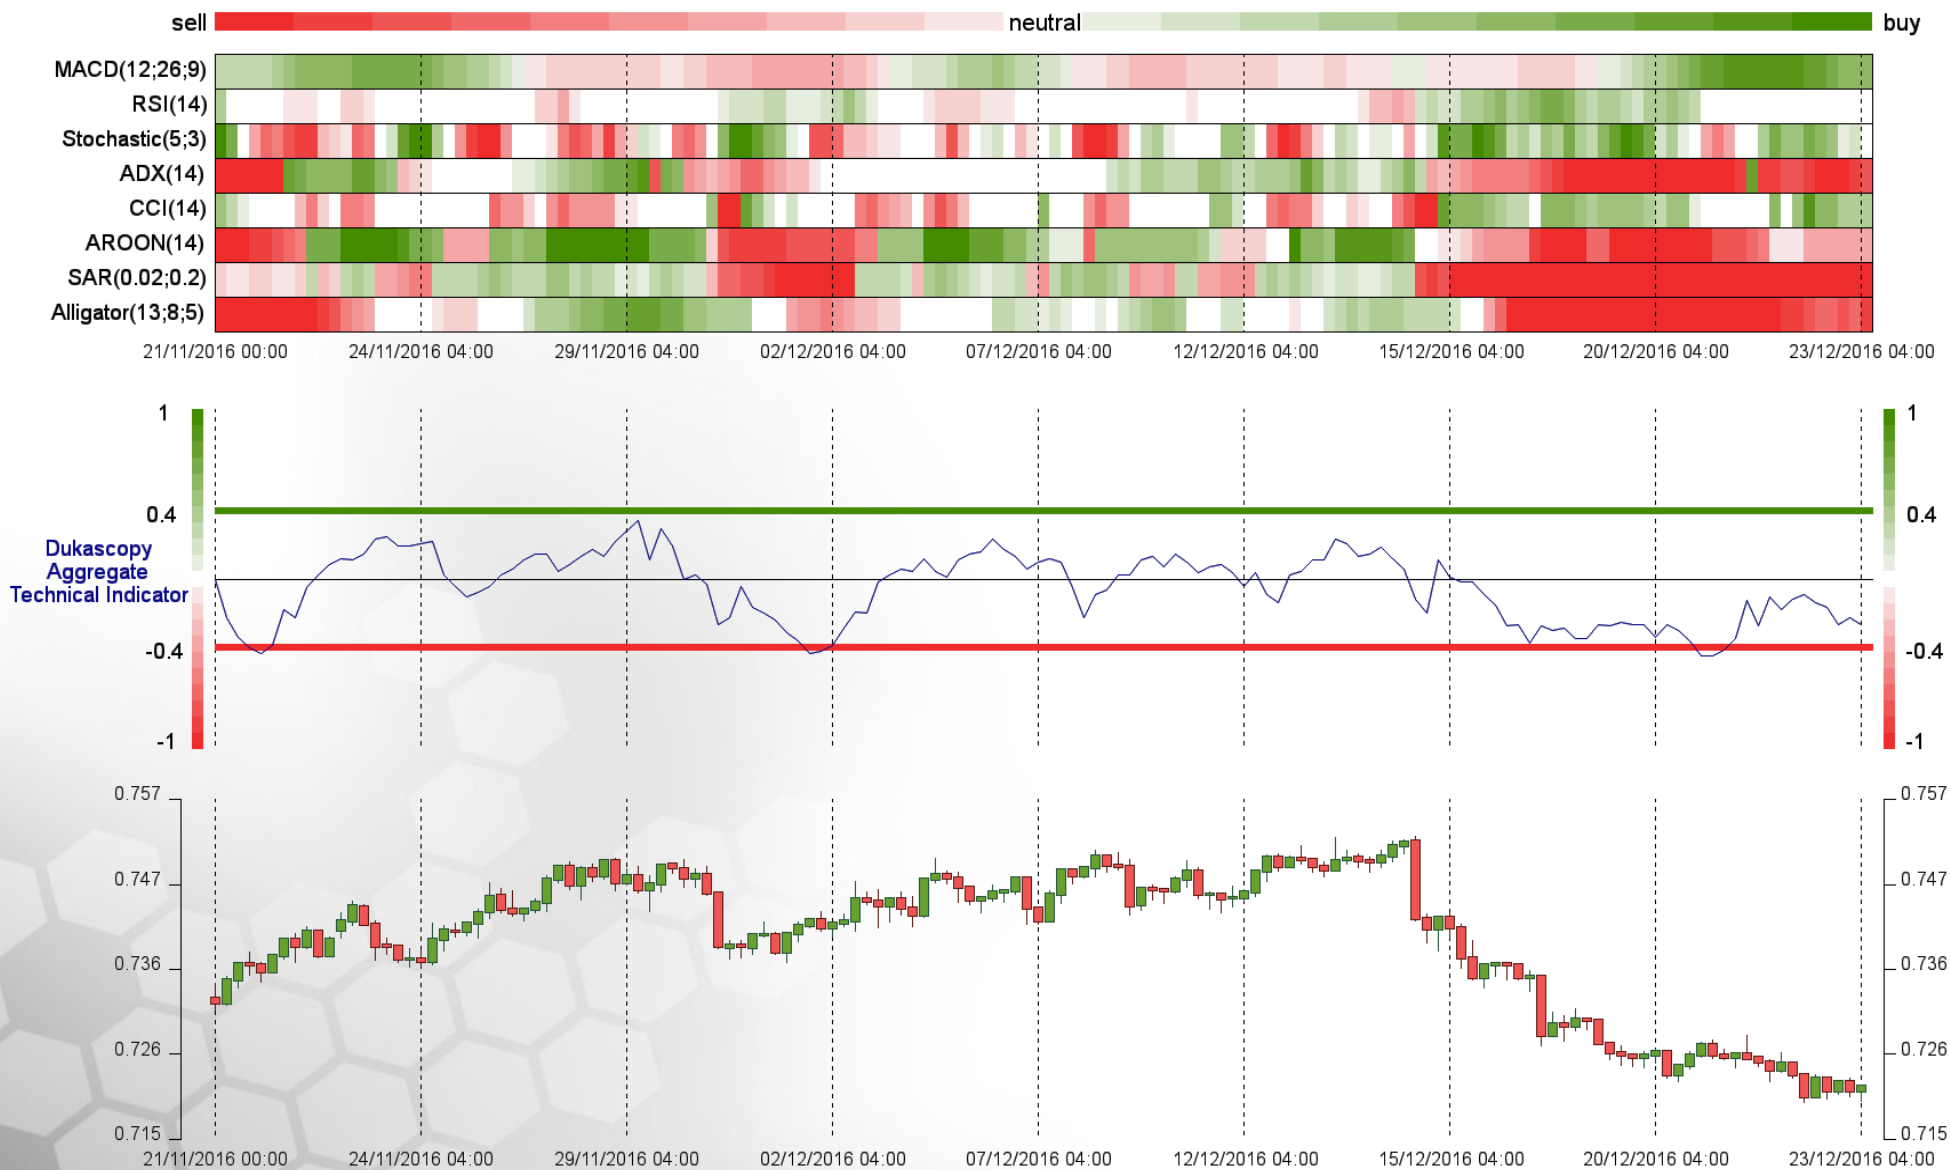 sell neutral buy
MACD(12;26;9)
RSI(14)
Stochastic(5;3)
ADX(14)
CCI(14)
AROON(14)
SAR(0.02;0.2)
Alligator(13;8;5)
21/11/2016 00:00 24/11/2016 04:00 29/11/2016 04:00 02/12/2016 04:00 07/12/2016 04:00 12/12/2016 04:00 15/12/2016 04:00 20/12/2016 04:00 23/12/2016 04:00
1 1
0.4 0.4
Dukascopy
Aggregate
Technical Indicator
-0.4 -0.4
-1 -1
0.757 0.757
0.747 0.747
0.736 0.736
0.726 0.726
0.715 0.715
21/11/2016 00:00 24/11/2016 04:00 29/11/2016 04:00 02/12/2016 04:00 07/12/2016 04:00 12/12/2016 04:00 15/12/2016 04:00 20/12/2016 04:00 23/12/2016 04:00